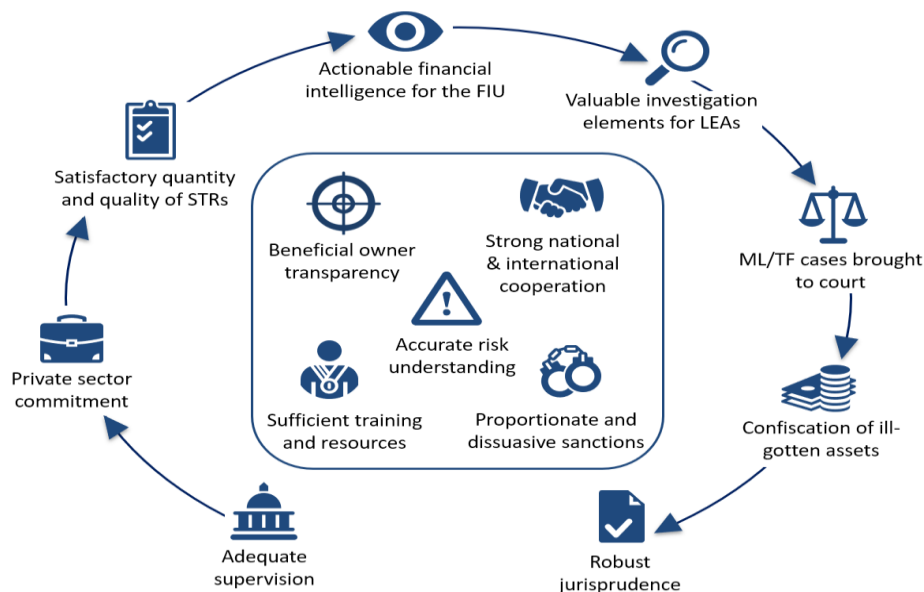 Actionable financial
intelligence for the FIU
Valuable investigation
elements for LEAs
Satisfactory quantity
and quality of STRs
Beneficial owner
transparency
Strong national
& international
cooperation
ML/TF cases brought
to court
Accurate risk
understanding
Private sector
commitment
Sufficient training
and resources
Proportionate and
dissuasive sanctions
Confiscation of ill-
gotten assets
Adequate
supervision
Robust
jurisprudence